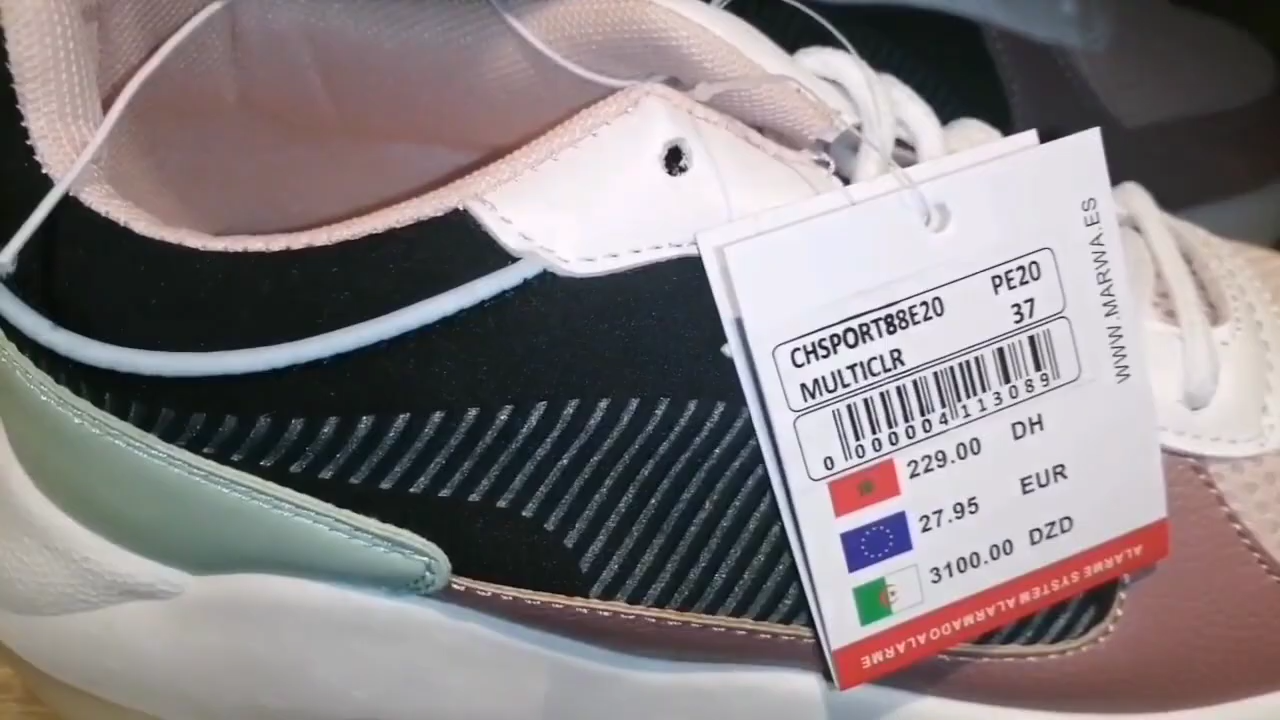 CHSPORT88E20 PE20
MULTICLR 37
0 000004 113089
229.00 DH
27.95 EUR
3100.00 DZD
ALARME SYSTEM ALARMADO ALARME
WWW.MARWA.ES